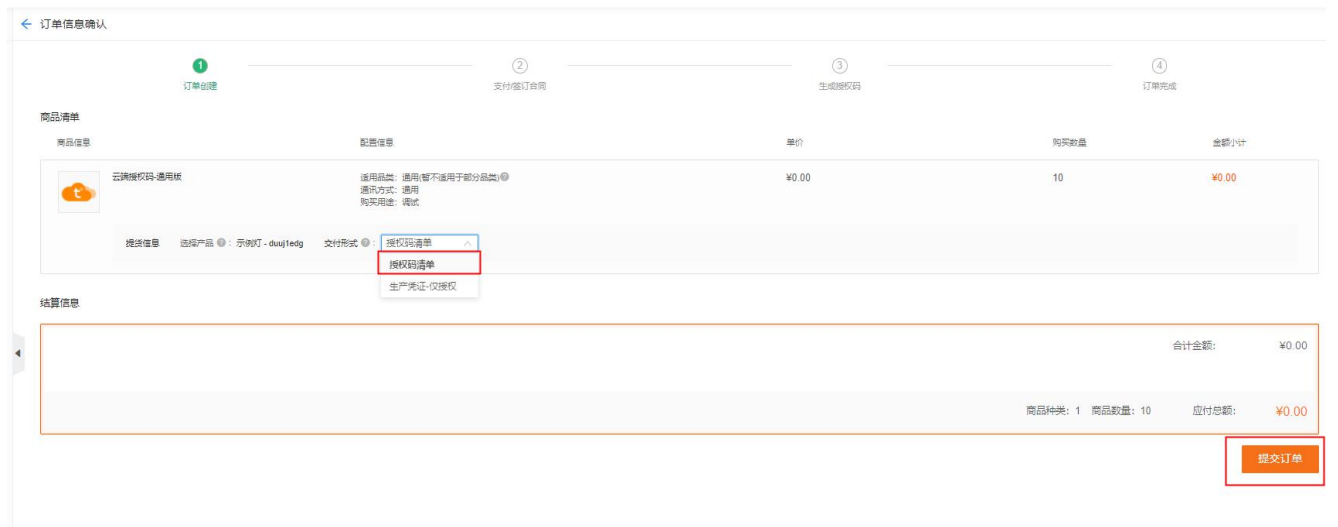 订单信息确认
1 2 3 4
订单创建 支付/签订合同 生成授权码 订单完成
商品清单
商品信息 配置信息 单价 购买数量 金额小计
云端授权码-通用版 适用品类：通用(暂不适用于部分品类) ¥0.00 10 ¥0.00
通讯方式：通用
购买用途：调试
提货信息 选择产品 ：示例灯 - duuj1edg 交付形式 ：授权码清单
授权码清单
生产凭证-仅授权
结算信息
合计金额: ¥0.00
商品种类：1 商品数量：10 应付总额: ¥0.00
提交订单